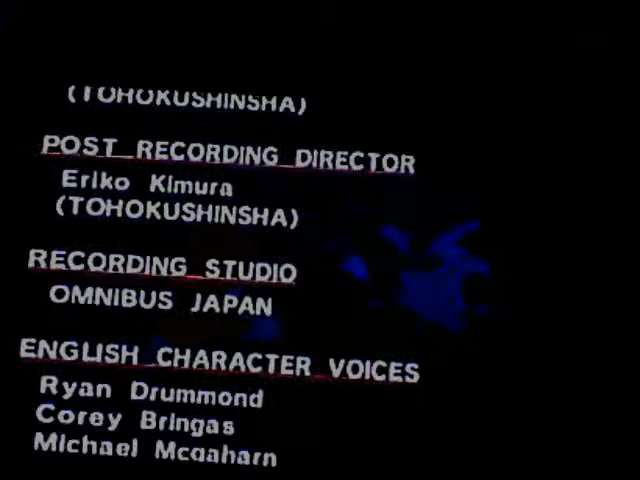 (TOHOKUSHINSHA)
POST RECORDING DIRECTOR
Eriko Kimura
(TOHOKUSHINSHA)
RECORDING STUDIO
OMNIBUS JAPAN
ENGLISH CHARACTER VOICES
Ryan Drummond
Corey Bringas
Michael Mcgaharn